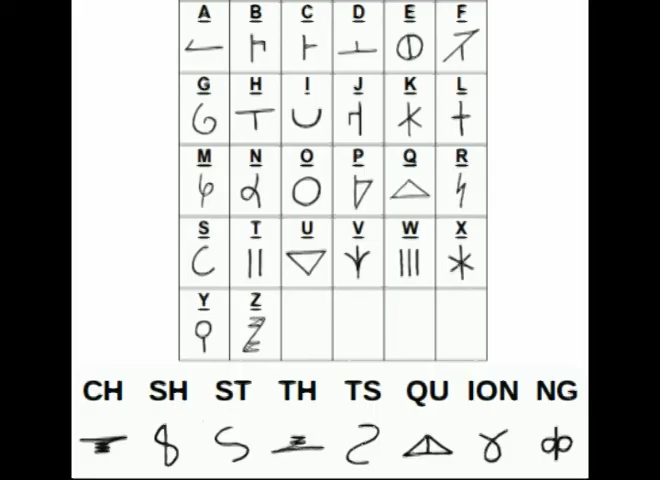 A B C D E F
G H I J K L
M N O P Q R
S T U V W X
Y Z
CH SH ST TH TS QU ION NG